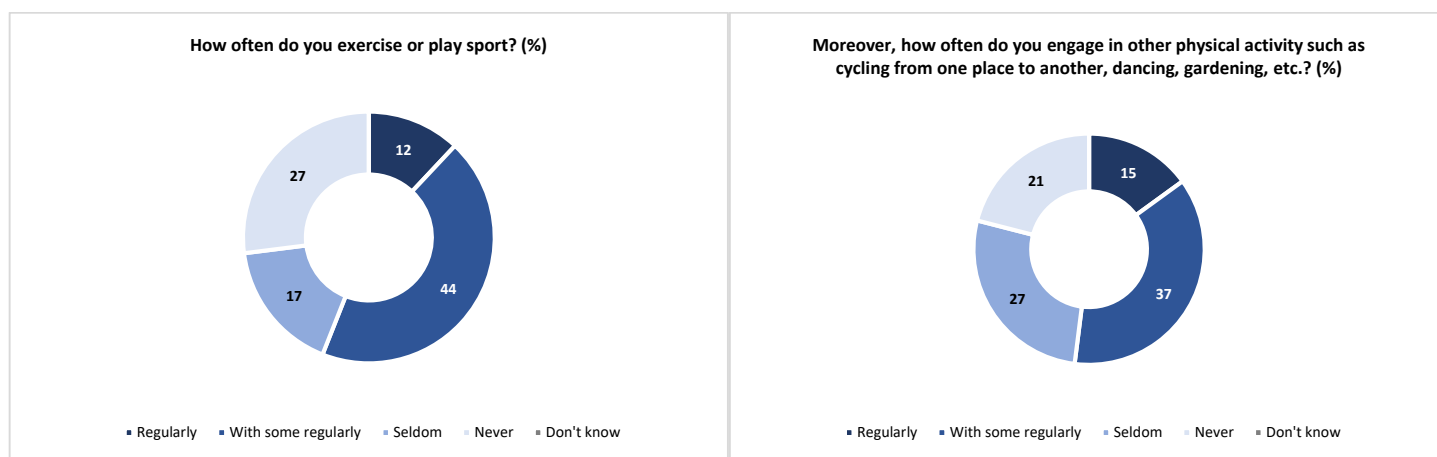 How often do you exercise or play sport? (%)
12
44
17
27
Regularly With some regularly Seldom Never Don't know
Moreover, how often do you engage in other physical activity such as
cycling from one place to another, dancing, gardening, etc.? (%)
15
37
27
21
Regularly With some regularly Seldom Never Don't know